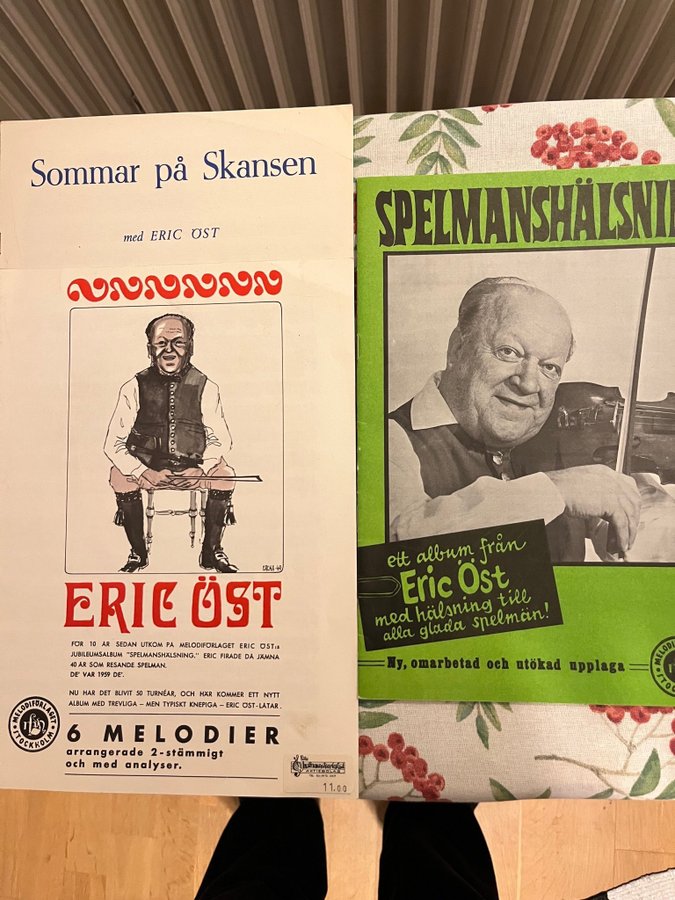 Sommar på Skansen
med ERIC ÖST
ERIC ÖST
FÖR 10 ÅR SEDAN UTKOM PÅ MELODIFÖRLAGET ERIC ÖST:s
JUBILEUMSALBUM "SPELMANSHÄLSNING." ERIC FIRADE DÅ JÄMNA
40 ÅR SOM RESANDE SPELMAN.
DE' VAR 1959 DE'.
NU HAR DET BLIVIT 50 TURNÉAR, OCH HÄR KOMMER ETT NYTT
ALBUM MED TREVLIGA – MEN TYPISKT KNEPIGA – ERIC ÖST-LÅTAR.
6 MELODIER
arrangerade 2-stämmigt
och med analyser.
MELODIFÖRLAGET
STOCKHOLM
AKTIEBOLAG
11.00
SPELMANSHÄLSNI
ett album från
Eric Öst
med hälsning till
alla glada spelmän!
Ny, omarbetad och utökad upplaga